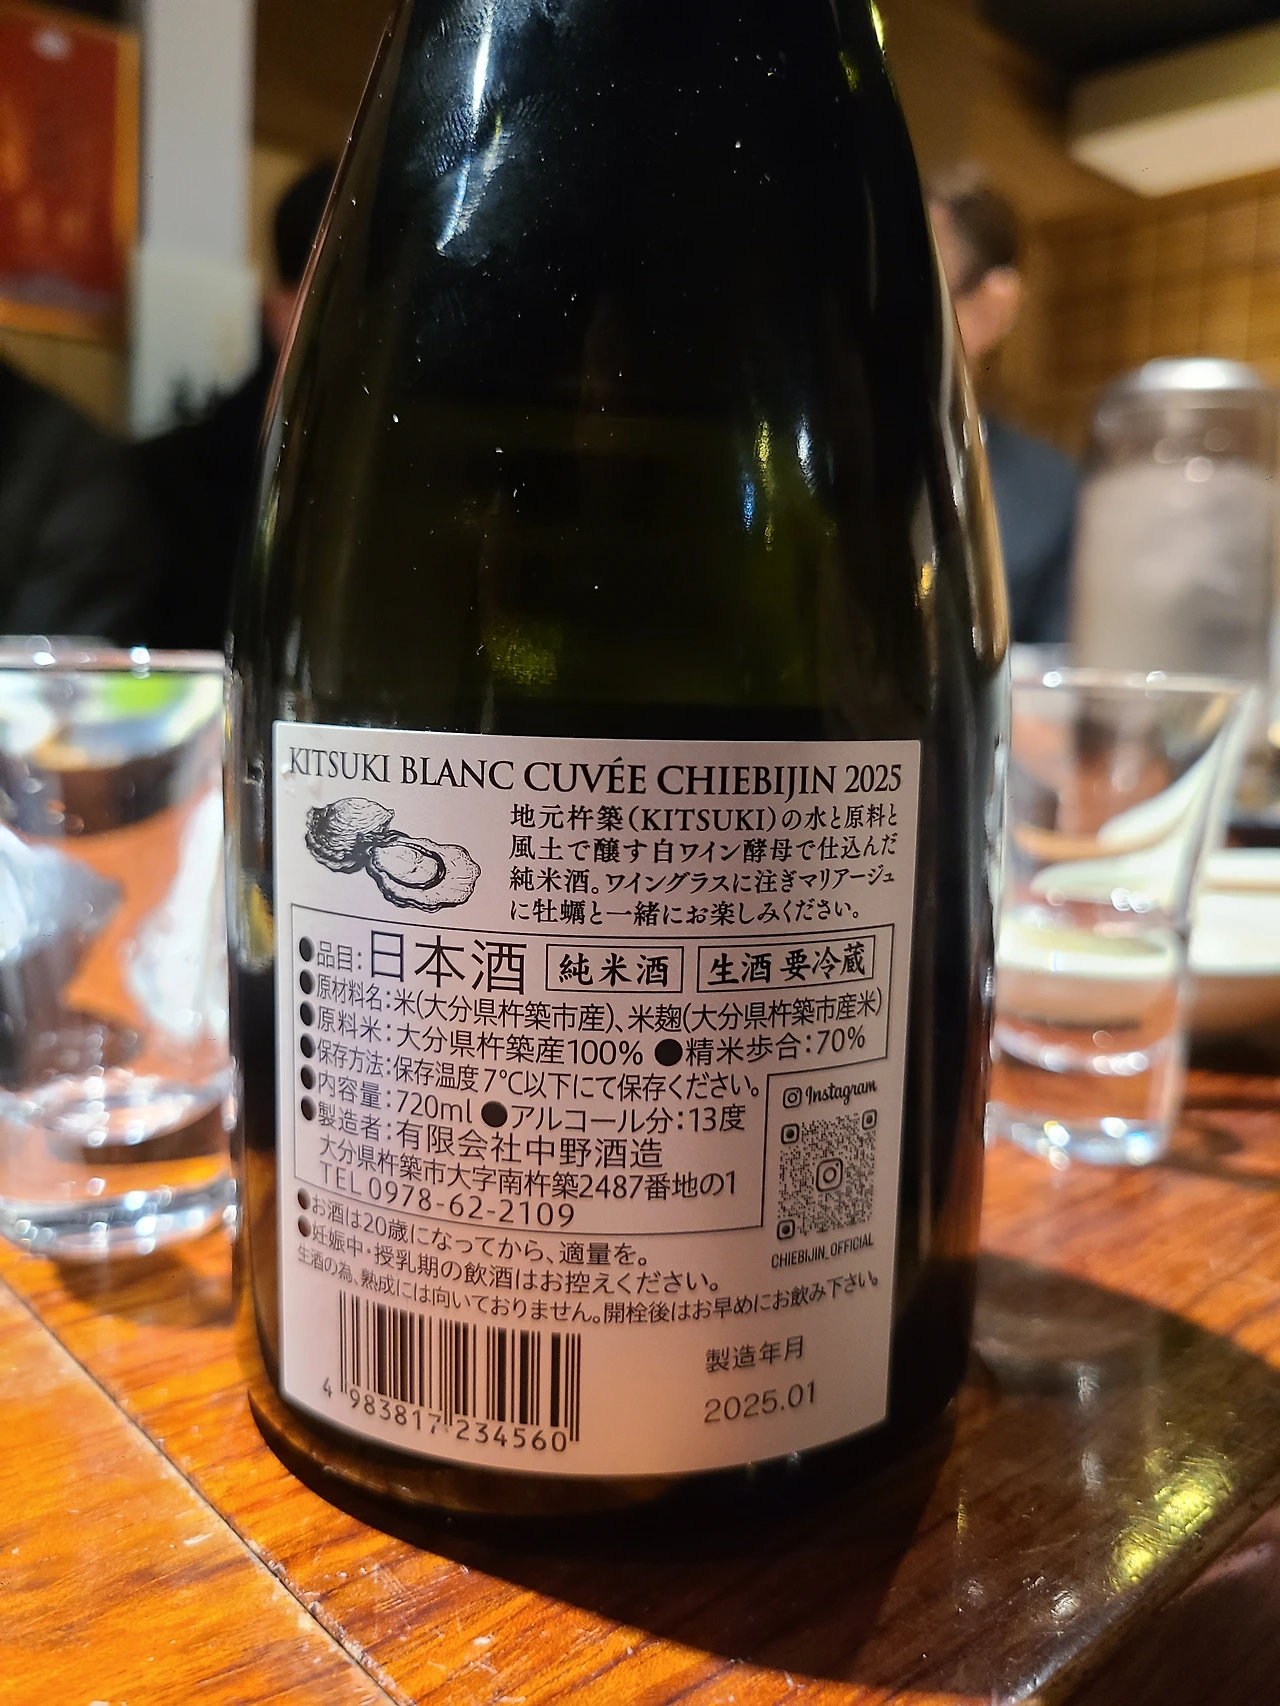 KITSUKI BLANC CUVÉE CHIEBIJIN 2025
地元杵築(KITSUKI)の水と原料と
風土で醸す白ワイン酵母で仕込んだ
純米酒。ワイングラスに注ぎマリアージュ
に牡蠣と一緒にお楽しみください。
●品目:日本酒 純米酒 生酒 要冷蔵
●原材料名:米(大分県杵築市産)、米麹(大分県杵築市産米)
●原料米:大分県杵築産100% ●精米歩合:70%
●保存方法:保存温度7℃以下にて保存ください。
●内容量:720ml ●アルコール分:13度
●製造者:有限会社中野酒造
大分県杵築市大字南杵築2487番地の1
TEL 0978-62-2109
Instagram
CHIEBIJIN_OFFICIAL
●お酒は20歳になってから、適量を。
●妊娠中・授乳期の飲酒はお控えください。
生酒の為、熟成には向いておりません。開栓後はお早めにお飲み下さい。
4 983817 234560
製造年月
2025.01